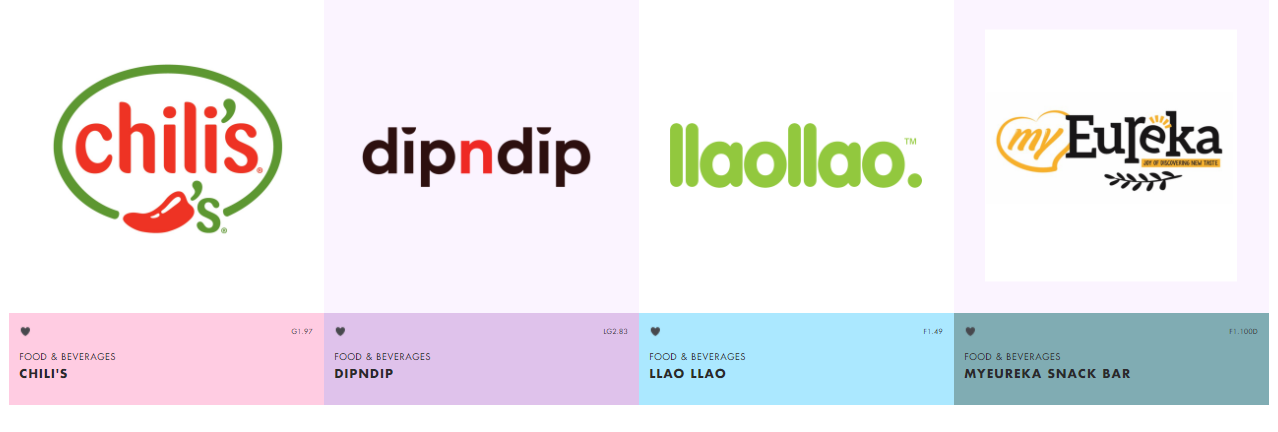 chili's®
's®
dipndip
llaollao.™
my Eureka
JOY OF DISCOVERING NEW TASTE
G1.97
FOOD & BEVERAGES
CHILI'S
LG2.83
FOOD & BEVERAGES
DIPNDIP
F1.49
FOOD & BEVERAGES
LLAO LLAO
F1.100D
FOOD & BEVERAGES
MYEUREKA SNACK BAR